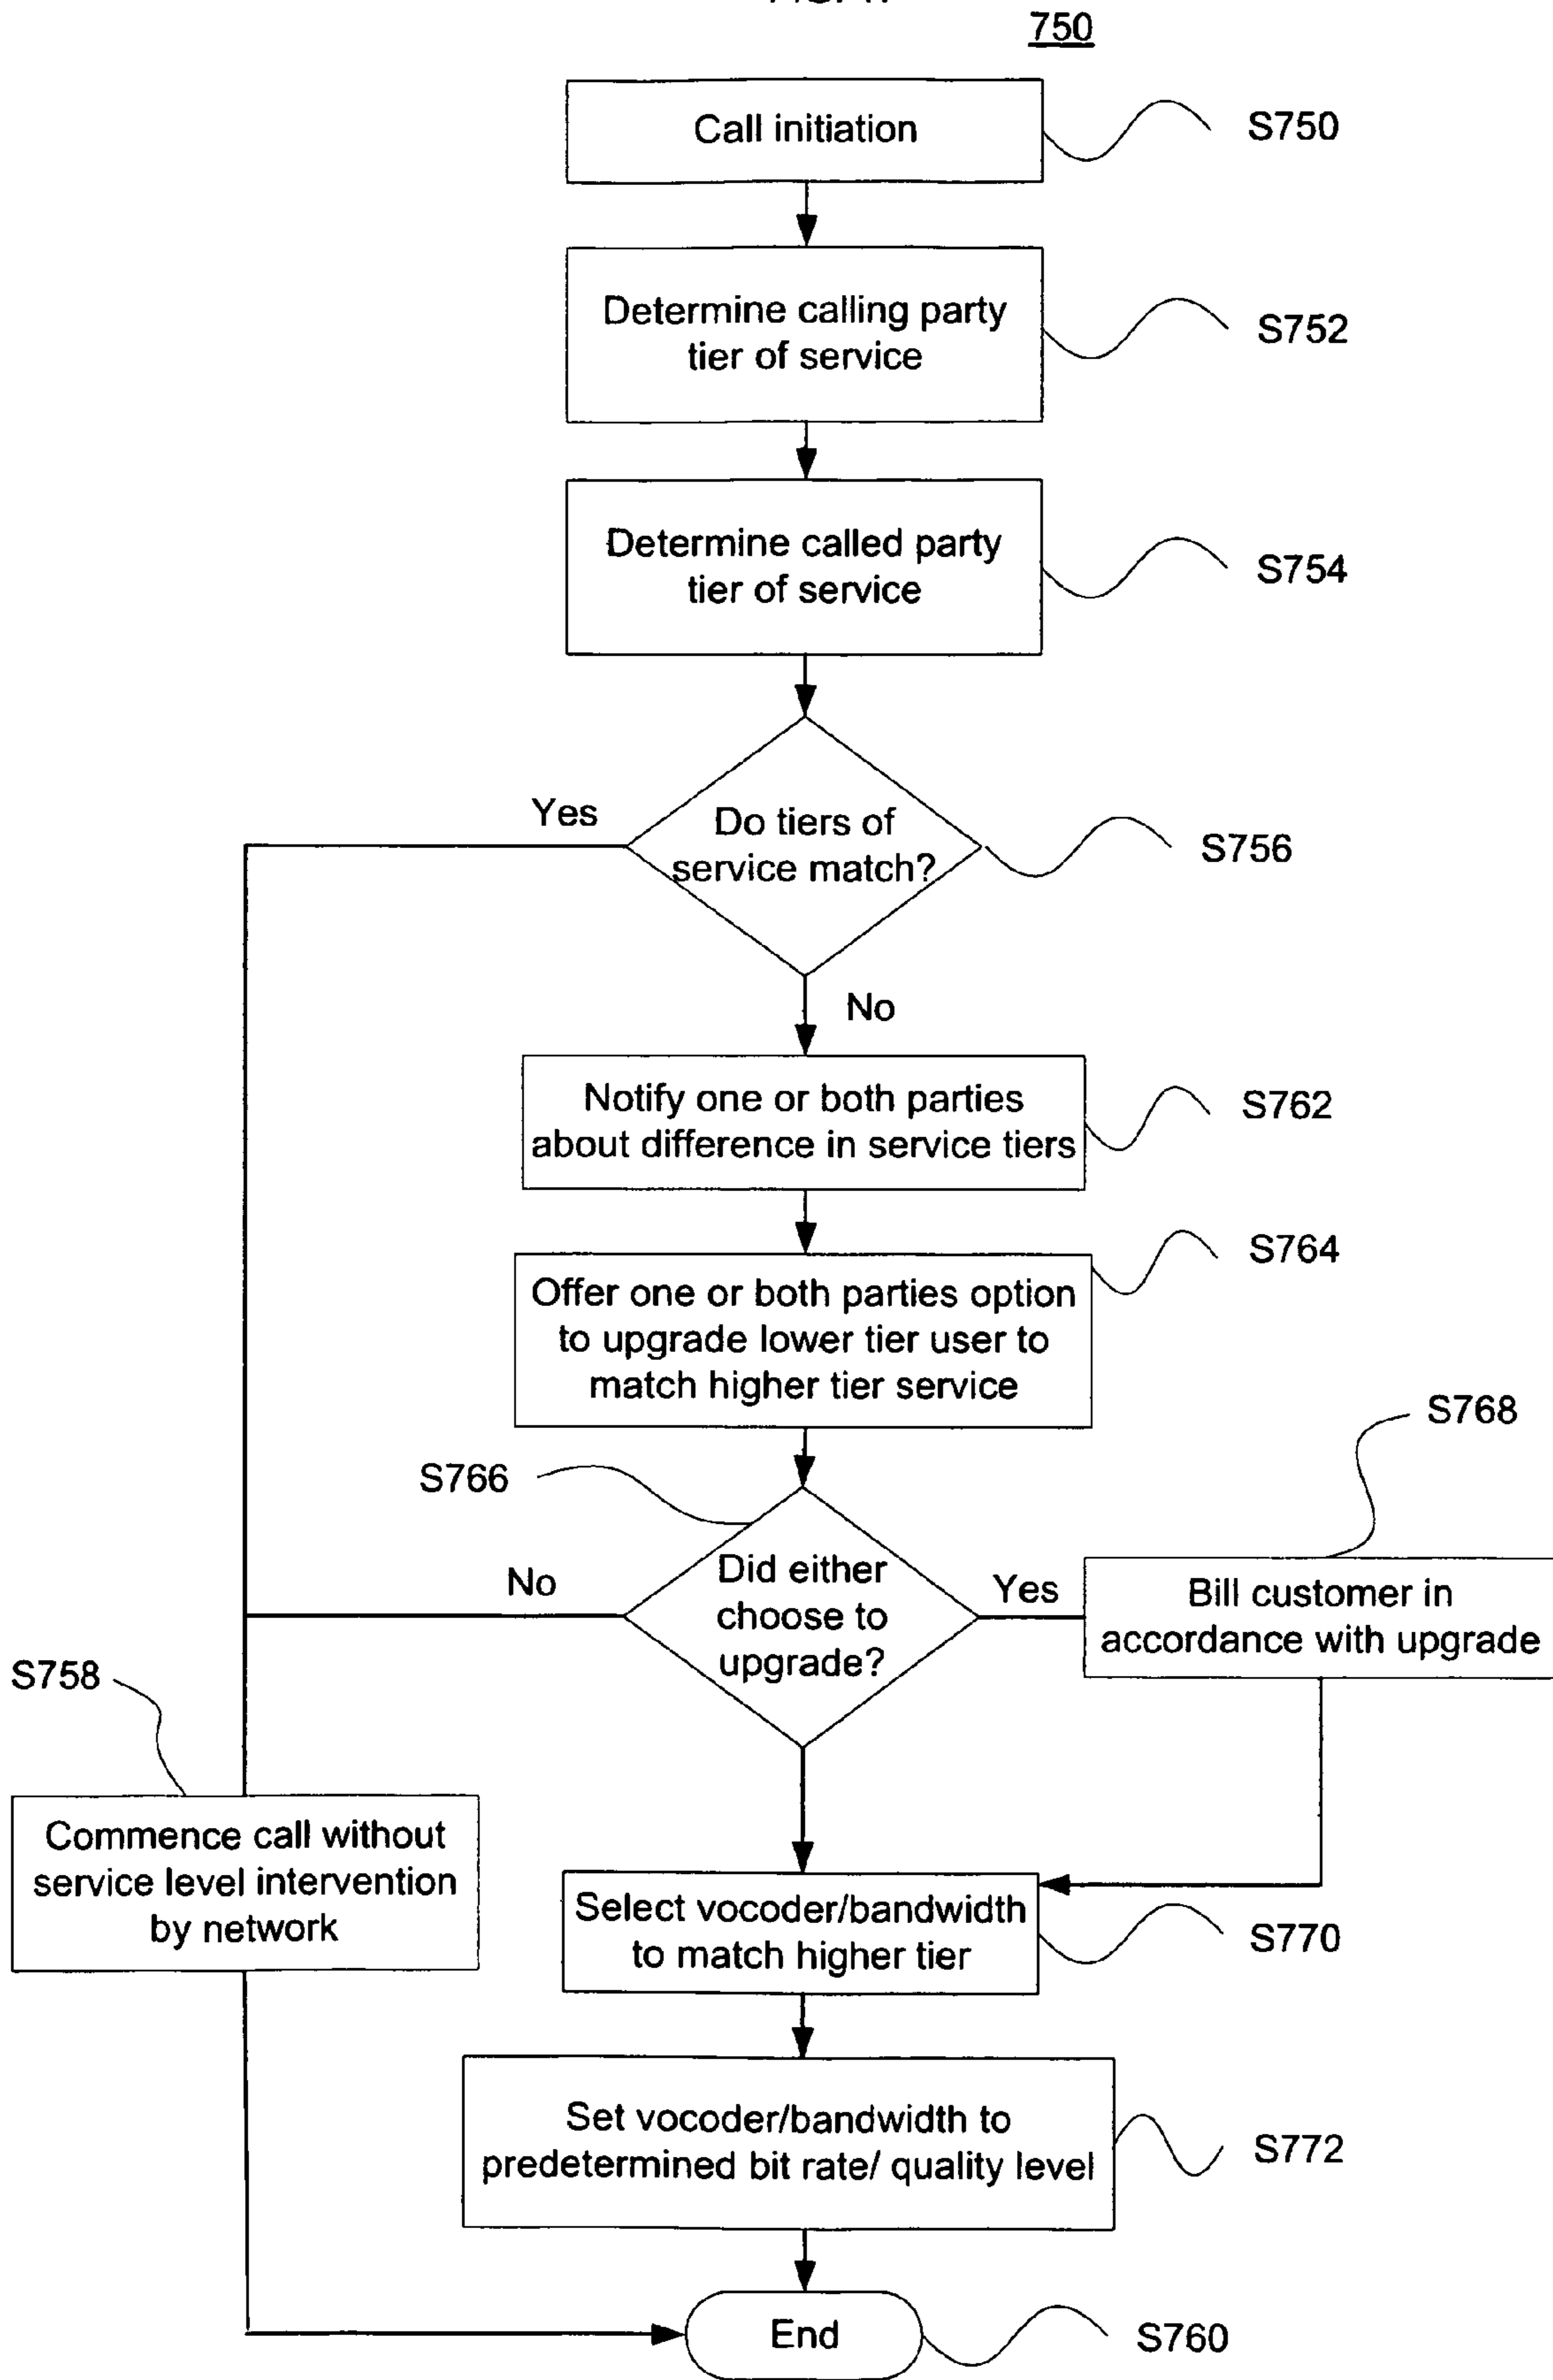 750
Call initiation
S750
Determine calling party
tier of service
S752
Determine called party
tier of service
S754
Yes
Do tiers of
service match?
S756
No
Notify one or both parties
about difference in service tiers
S762
Offer one or both parties option
to upgrade lower tier user to
match higher tier service
S764
S768
S766
Did either
choose to
upgrade?
No
Yes
Bill customer in
accordance with upgrade
S758
Commence call without
service level intervention
by network
Select vocoder/bandwidth
to match higher tier
S770
Set vocoder/bandwidth to
predetermined bit rate/ quality level
S772
End
S760